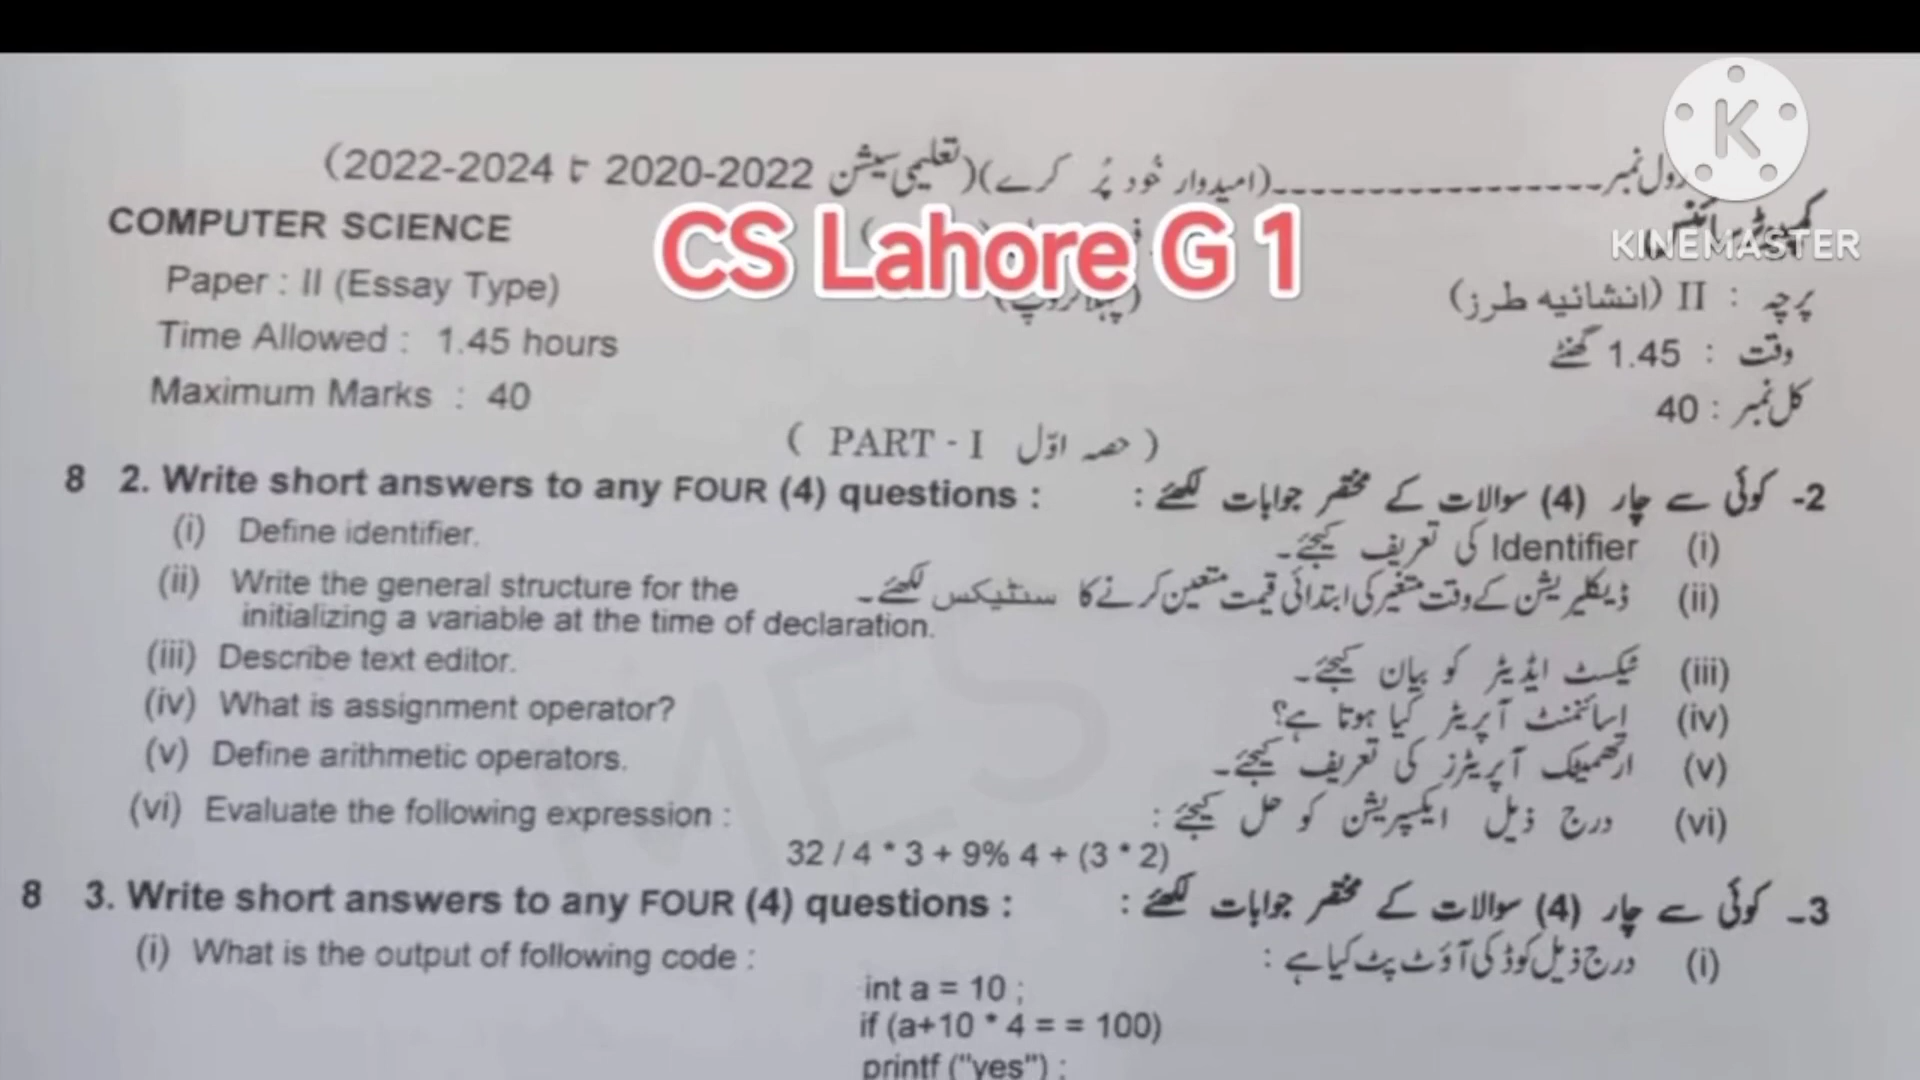 (تعلیمی سیشن 2020-2022 تا 2022-2024) (امیدوار خود پُر کرے) رول نمبر
K
KINEMASTER
COMPUTER SCIENCE
CS Lahore G 1
Paper : II (Essay Type)
(پہلا گروپ)
پرچہ : II (انشائیہ طرز)
Time Allowed : 1.45 hours
وقت : 1.45 گھنٹے
Maximum Marks : 40
کل نمبر : 40
( PART - I حصہ اوّل )
8 2. Write short answers to any FOUR (4) questions :
2- کوئی سے چار (4) سوالات کے مختصر جوابات لکھئے :
(i) Define identifier.
(i) Identifier کی تعریف کیجئے۔
(ii) Write the general structure for the
initializing a variable at the time of declaration.
(ii) ڈیکلیریشن کے وقت متغیر کی ابتدائی قیمت متعین کرنے کا سنٹیکس لکھئے۔
(iii) Describe text editor.
(iii) ٹیکسٹ ایڈیٹر کو بیان کیجئے۔
(iv) What is assignment operator?
(iv) اسائنمنٹ آپریٹر کیا ہوتا ہے؟
(v) Define arithmetic operators.
(v) ارتھمیٹک آپریٹرز کی تعریف کیجئے۔
(vi) Evaluate the following expression :
(vi) درج ذیل ایکسپریشن کو حل کیجئے :
32 / 4 * 3 + 9% 4 + (3 * 2)
MES
8 3. Write short answers to any FOUR (4) questions :
3- کوئی سے چار (4) سوالات کے مختصر جوابات لکھئے :
(i) What is the output of following code :
(i) درج ذیل کوڈ کی آؤٹ پٹ کیا ہے :
int a = 10 ;
if (a+10 * 4 = = 100)
printf ("yes") ;